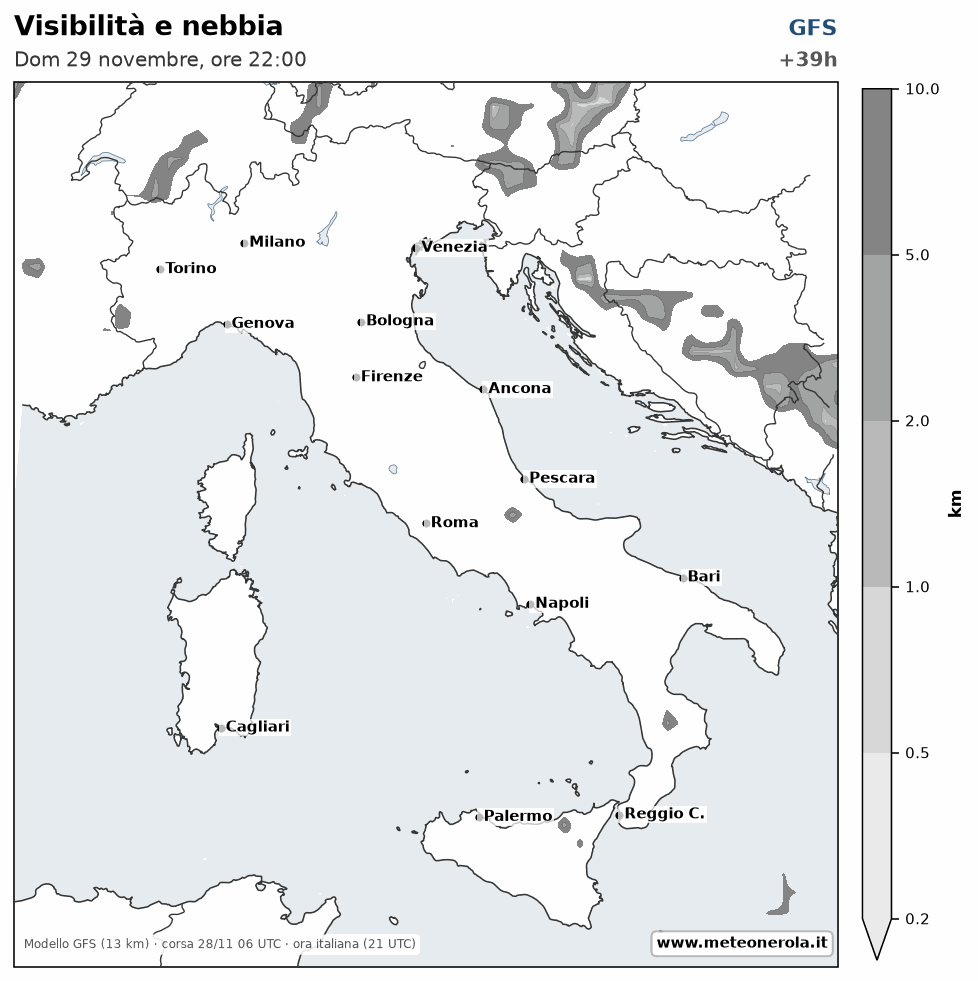 Visibilità e nebbia
GFS
Dom 29 novembre, ore 22:00
+39h
10.0
Milano
Venezia
5.0
Torino
Genova
Bologna
Firenze
Ancona
2.0
Pescara
km
Roma
Bari
1.0
Napoli
Cagliari
0.5
Palermo
Reggio C.
0.2
Modello GFS (13 km) · corsa 28/11 06 UTC · ora italiana (21 UTC)
www.meteonerola.it